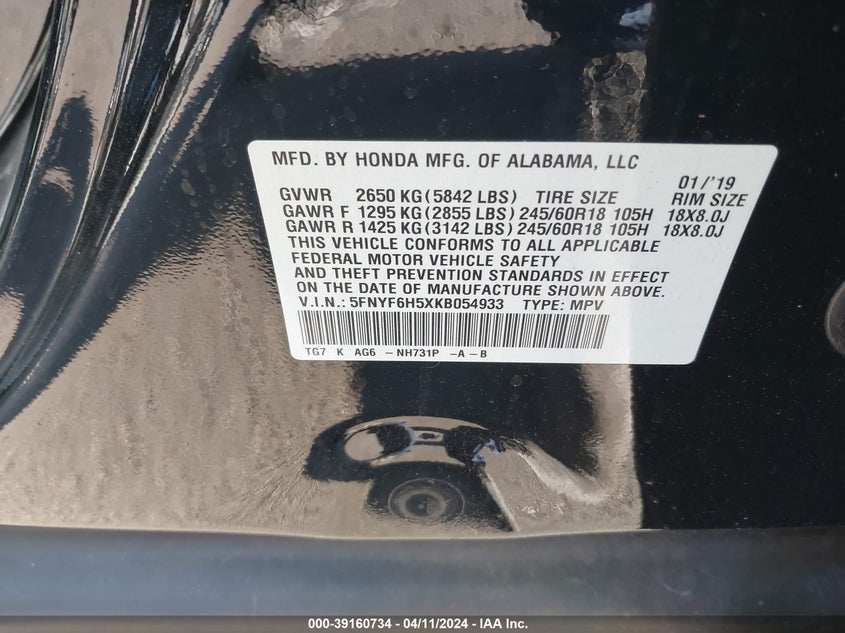 MFD. BY HONDA MFG. OF ALABAMA, LLC
01/'19
GVWR 2650 KG(5842 LBS) TIRE SIZE RIM SIZE
GAWR F 1295 KG(2855 LBS)245/60R18 105H 18X8.0J
GAWR R 1425 KG(3142 LBS)245/60R18 105H 18X8.0J
THIS VEHICLE CONFORMS TO ALL APPLICABLE
FEDERAL MOTOR VEHICLE SAFETY
AND THEFT PREVENTION STANDARDS IN EFFECT
ON THE DATE OF MANUFACTURE SHOWN ABOVE.
V.I.N.: 5FNYF6H5XKB054933 TYPE: MPV
TG7 K AG6 -NH731P -A-B
000-39160734 - 04/11/2024 - IAA Inc.